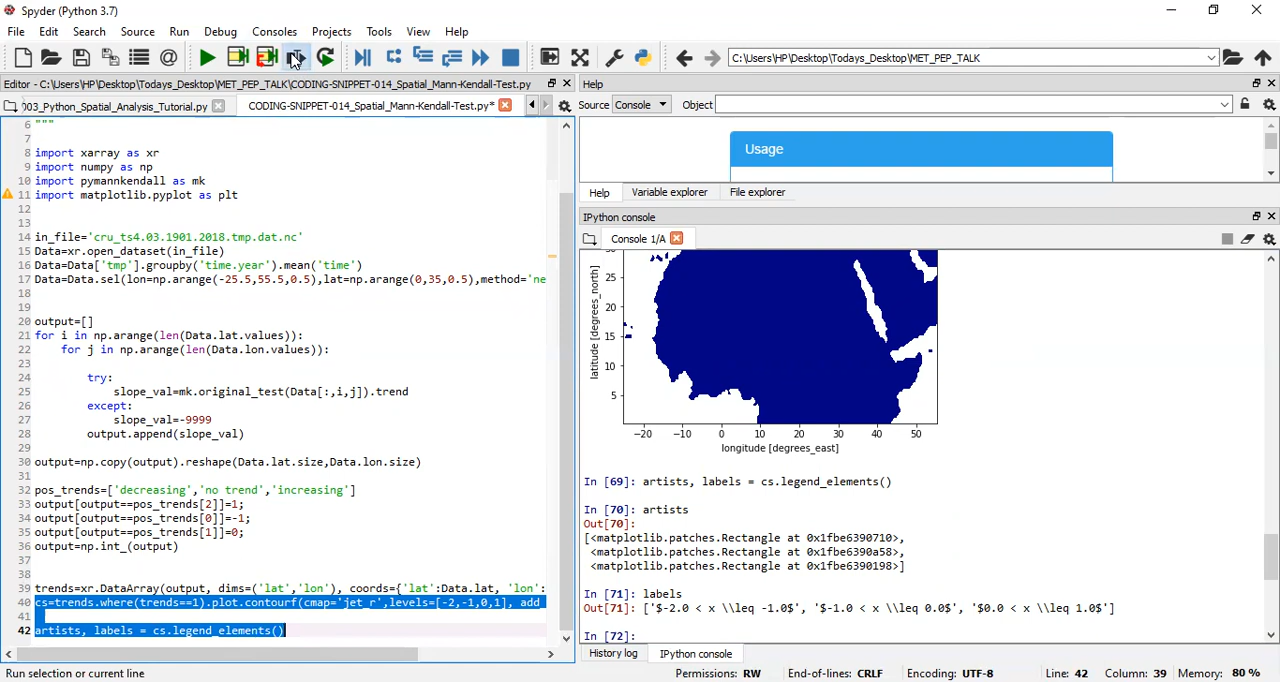 Spyder (Python 3.7)
File Edit Search Source Run Debug Consoles Projects Tools View Help
C:\Users\HP\Desktop\Todays_Desktop\MET_PEP_TALK
Editor - C:\Users\HP\Desktop\Todays_Desktop\MET_PEP_TALK\CODING-SNIPPET-014_Spatial_Mann-Kendall-Test.py
Help
)03_Python_Spatial_Analysis_Tutorial.py CODING-SNIPPET-014_Spatial_Mann-Kendall-Test.py*
Source Console Object
Usage
Help Variable explorer File explorer
IPython console
Console 1/A
6 """
7
8 import xarray as xr
9 import numpy as np
10 import pymannkendall as mk
11 import matplotlib.pyplot as plt
12
13
14 in_file='cru_ts4.03.1901.2018.tmp.dat.nc'
15 Data=xr.open_dataset(in_file)
16 Data=Data['tmp'].groupby('time.year').mean('time')
17 Data=Data.sel(lon=np.arange(-25.5,55.5,0.5),lat=np.arange(0,35,0.5),method='ne
18
19
20 output=[]
21 for i in np.arange(len(Data.lat.values)):
22 for j in np.arange(len(Data.lon.values)):
23
24 try:
25 slope_val=mk.original_test(Data[:,i,j]).trend
26 except:
27 slope_val=-9999
28 output.append(slope_val)
29
30 output=np.copy(output).reshape(Data.lat.size,Data.lon.size)
31
32 pos_trends=['decreasing','no trend','increasing']
33 output[output==pos_trends[2]]=1;
34 output[output==pos_trends[0]]=-1;
35 output[output==pos_trends[1]]=0;
36 output=np.int_(output)
37
38
39 trends=xr.DataArray(output, dims=('lat','lon'), coords={'lat':Data.lat, 'lon':
40 cs=trends.where(trends==1).plot.contourf(cmap='jet_r',levels=[-2,-1,0,1], add
41
42 artists, labels = cs.legend_elements()
latitude [degrees_north]
25
20
15
10
5
−20 −10 0 10 20 30 40 50
longitude [degrees_east]
In [69]: artists, labels = cs.legend_elements()
In [70]: artists
Out[70]:
[<matplotlib.patches.Rectangle at 0x1fbe6390710>,
<matplotlib.patches.Rectangle at 0x1fbe6390a58>,
<matplotlib.patches.Rectangle at 0x1fbe6390198>]
In [71]: labels
Out[71]: ['$-2.0 < x \\leq -1.0$', '$-1.0 < x \\leq 0.0$', '$0.0 < x \\leq 1.0$']
In [72]:
History log IPython console
Run selection or current line Permissions: RW End-of-lines: CRLF Encoding: UTF-8 Line: 42 Column: 39 Memory: 80 %